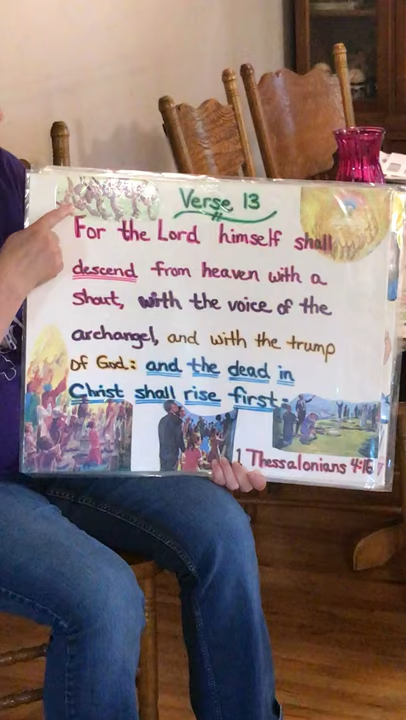 Verse 13
For the Lord himself shall
descend from heaven with a
shout, with the voice of the
archangel, and with the trump
of God: and the dead in
Christ shall rise first:
1 Thessalonians 4:16